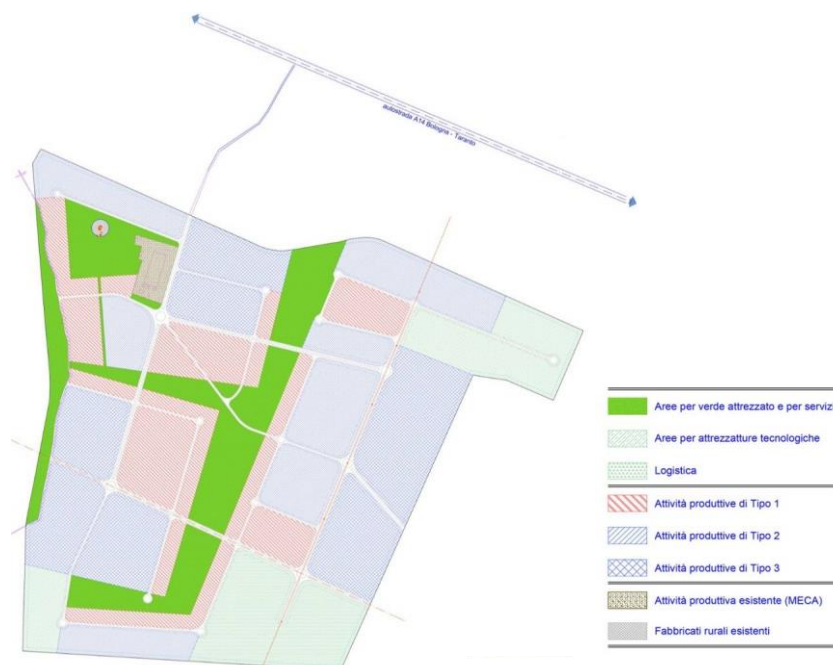 autostrada A14 Bologna - Taranto
Aree per verde attrezzato e per servizi
Aree per attrezzature tecnologiche
Logistica
Attività produttive di Tipo 1
Attività produttive di Tipo 2
Attività produttive di Tipo 3
Attività produttiva esistente (MECA)
Fabbricati rurali esistenti